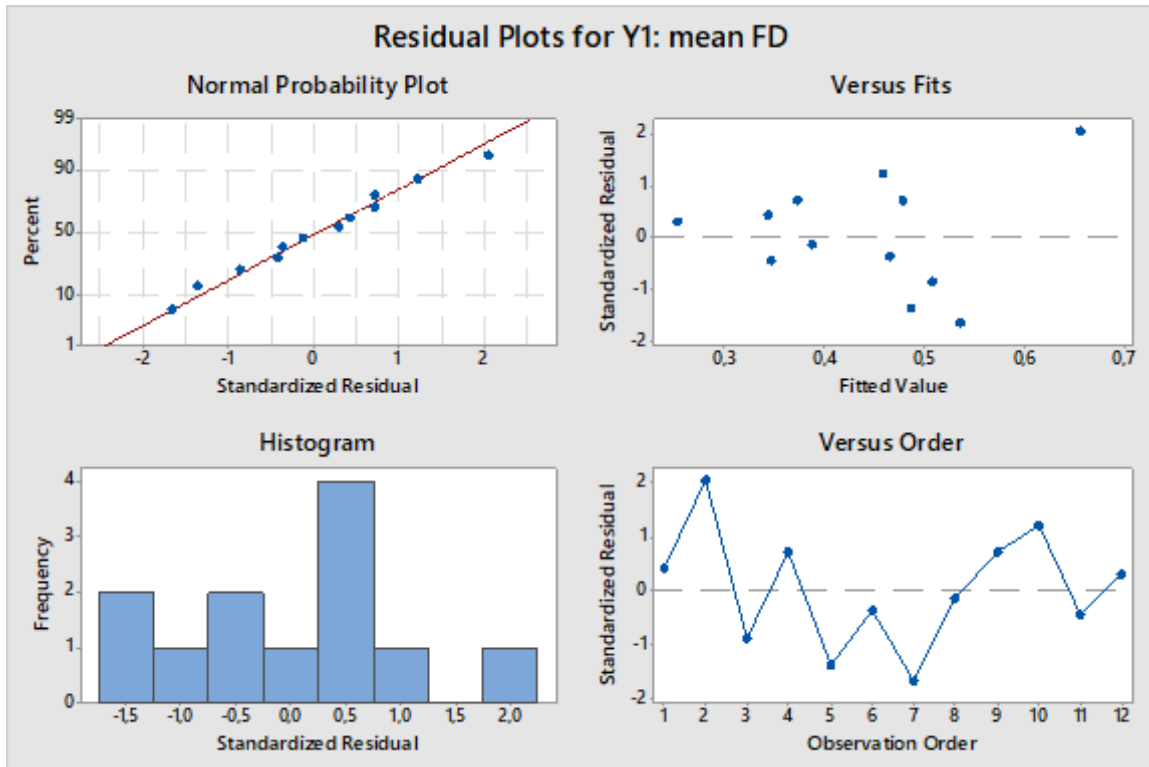 Residual Plots for Y1: mean FD
Normal Probability Plot
99
90
50
10
1
Percent
-2 -1 0 1 2
Standardized Residual
Versus Fits
2
1
0
-1
-2
Standardized Residual
0,3 0,4 0,5 0,6 0,7
Fitted Value
Histogram
4
3
2
1
0
Frequency
-1,5 -1,0 -0,5 0,0 0,5 1,0 1,5 2,0
Standardized Residual
Versus Order
2
1
0
-1
-2
Standardized Residual
1 2 3 4 5 6 7 8 9 10 11 12
Observation Order